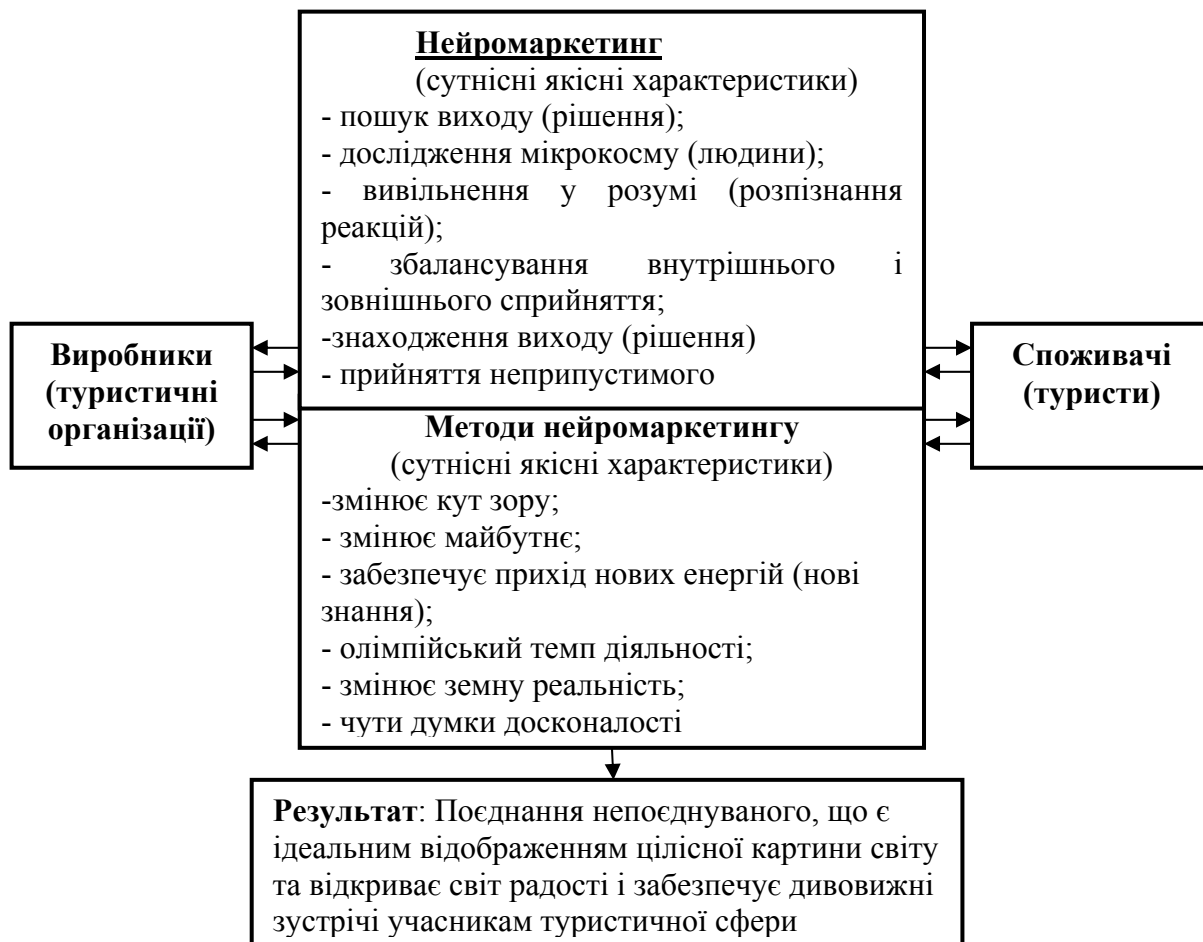 Нейромаркетинг
(сутнісні якісні характеристики)
- пошук виходу (рішення);
- дослідження мікрокосму (людини);
- вивільнення у розумі (розпізнання
реакцій);
- збалансування внутрішнього і
зовнішнього сприйняття;
-знаходження виходу (рішення)
- прийняття неприпустимого
Виробники
(туристичні
організації)
Споживачі
(туристи)
Методи нейромаркетингу
(сутнісні якісні характеристики)
-змінює кут зору;
- змінює майбутнє;
- забезпечує прихід нових енергій (нові
знання);
- олімпійський темп діяльності;
- змінює земну реальність;
- чути думки досконалості
Результат: Поєднання непоєднуваного, що є
ідеальним відображенням цілісної картини світу
та відкриває світ радості і забезпечує дивовижні
зустрічі учасникам туристичної сфери